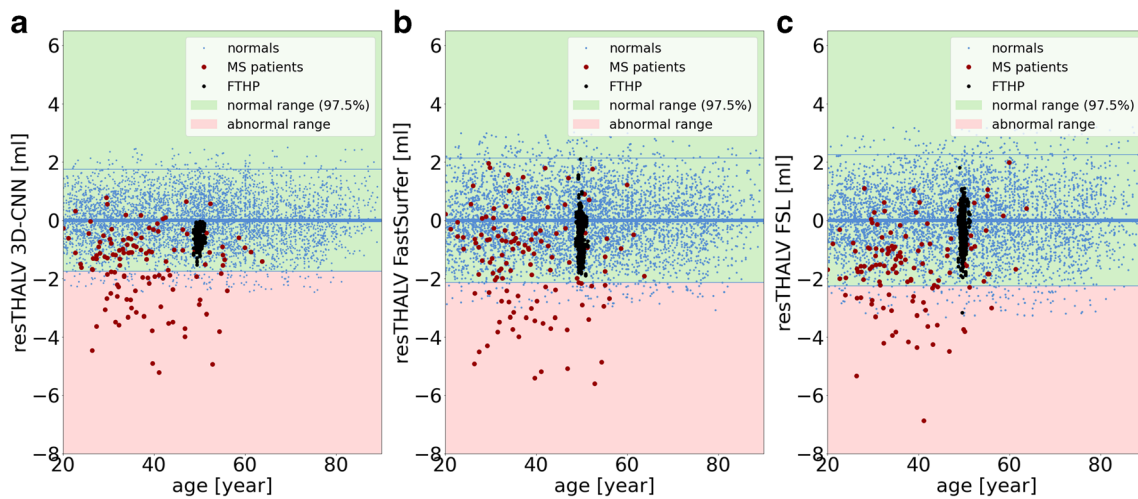 a
resTHALV 3D-CNN [ml]
6
4
2
0
−2
−4
−6
−8
normals
MS patients
FTHP
normal range (97.5%)
abnormal range
20 40 60 80
age [year]
b
resTHALV FastSurfer [ml]
6
4
2
0
−2
−4
−6
−8
normals
MS patients
FTHP
normal range (97.5%)
abnormal range
20 40 60 80
age [year]
c
resTHALV FSL [ml]
6
4
2
0
−2
−4
−6
−8
normals
MS patients
FTHP
normal range (97.5%)
abnormal range
20 40 60 80
age [year]